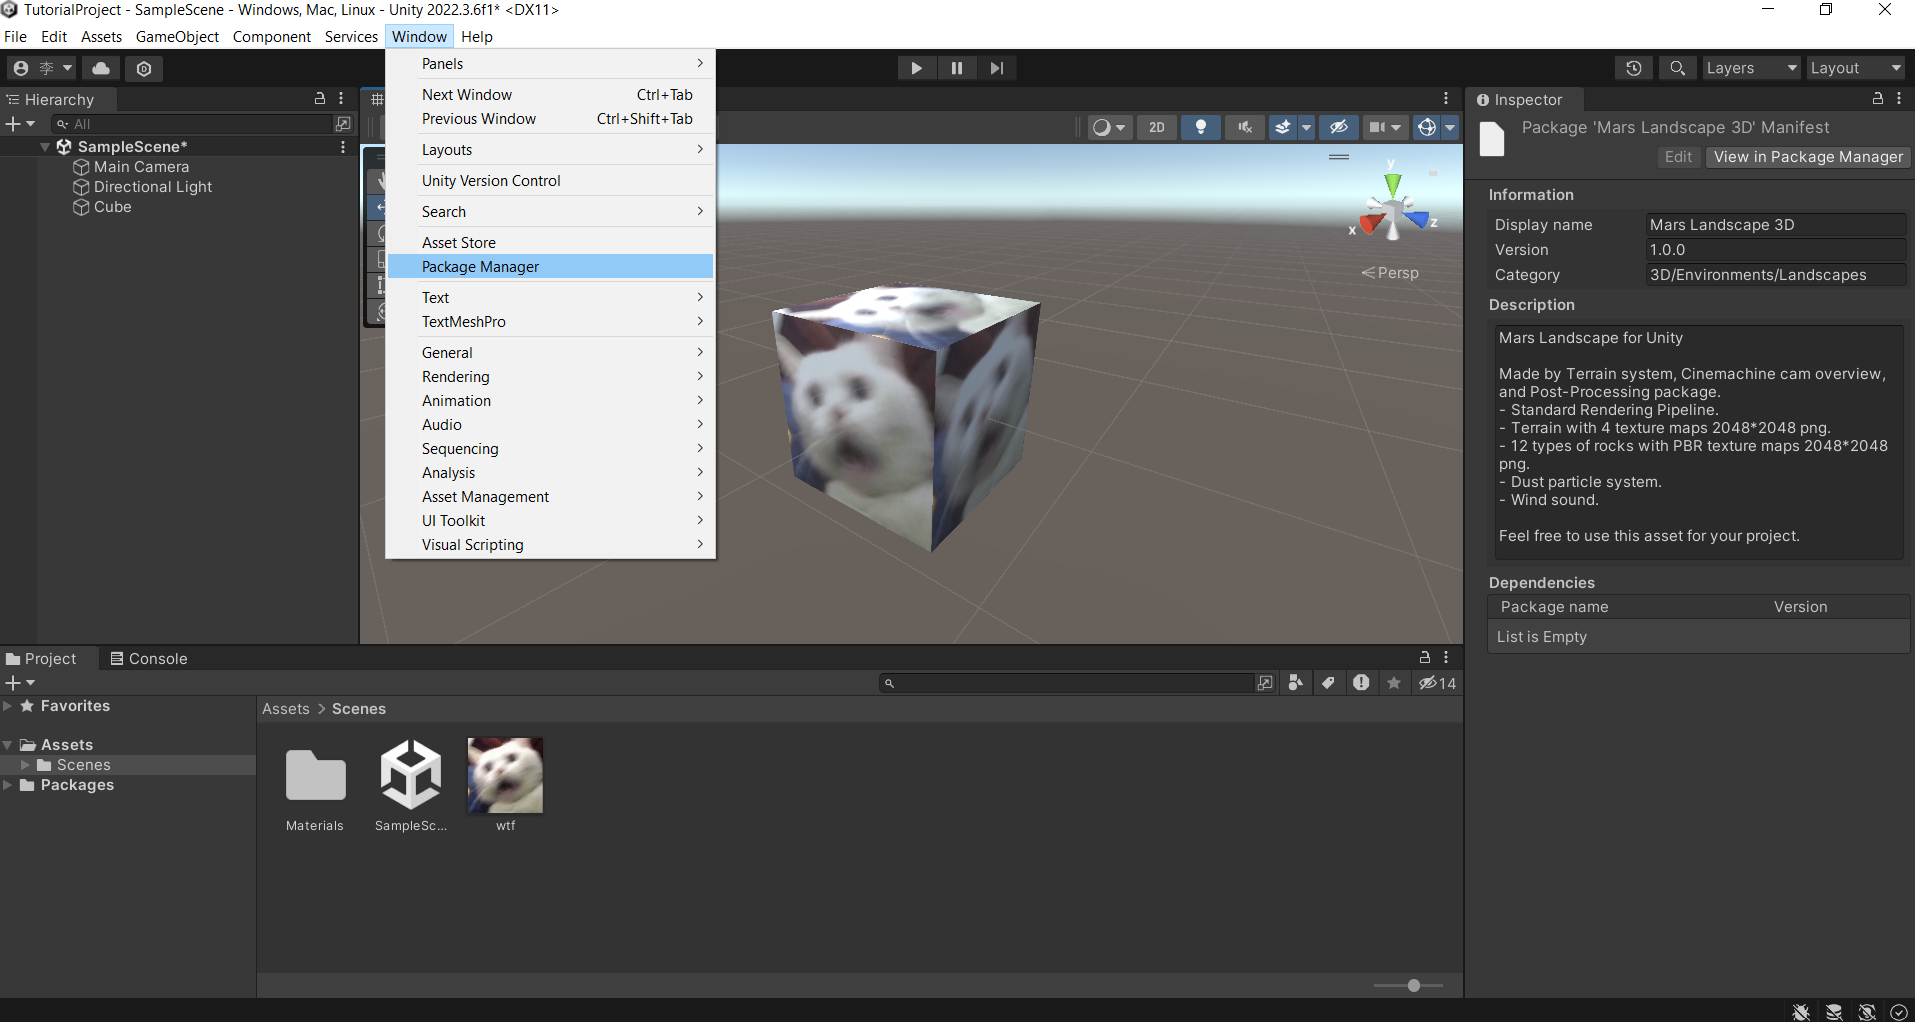 TutorialProject - SampleScene - Windows, Mac, Linux - Unity 2022.3.6f1* <DX11>
File Edit Assets GameObject Component Services Window Help
李
Layers
Layout
Panels
Next Window Ctrl+Tab
Previous Window Ctrl+Shift+Tab
Layouts
Unity Version Control
Search
Asset Store
Package Manager
Text
TextMeshPro
General
Rendering
Animation
Audio
Sequencing
Analysis
Asset Management
UI Toolkit
Visual Scripting
Hierarchy
All
SampleScene*
Main Camera
Directional Light
Cube
2D
y
x
z
Persp
Inspector
Package 'Mars Landscape 3D' Manifest
Edit View in Package Manager
Information
Display name Mars Landscape 3D
Version 1.0.0
Category 3D/Environments/Landscapes
Description
Mars Landscape for Unity
Made by Terrain system, Cinemachine cam overview,
and Post-Processing package.
- Standard Rendering Pipeline.
- Terrain with 4 texture maps 2048*2048 png.
- 12 types of rocks with PBR texture maps 2048*2048
png.
- Dust particle system.
- Wind sound.
Feel free to use this asset for your project.
Dependencies
Package name Version
List is Empty
Project Console
14
Favorites
Assets
Scenes
Packages
Assets > Scenes
Materials
SampleSc...
wtf